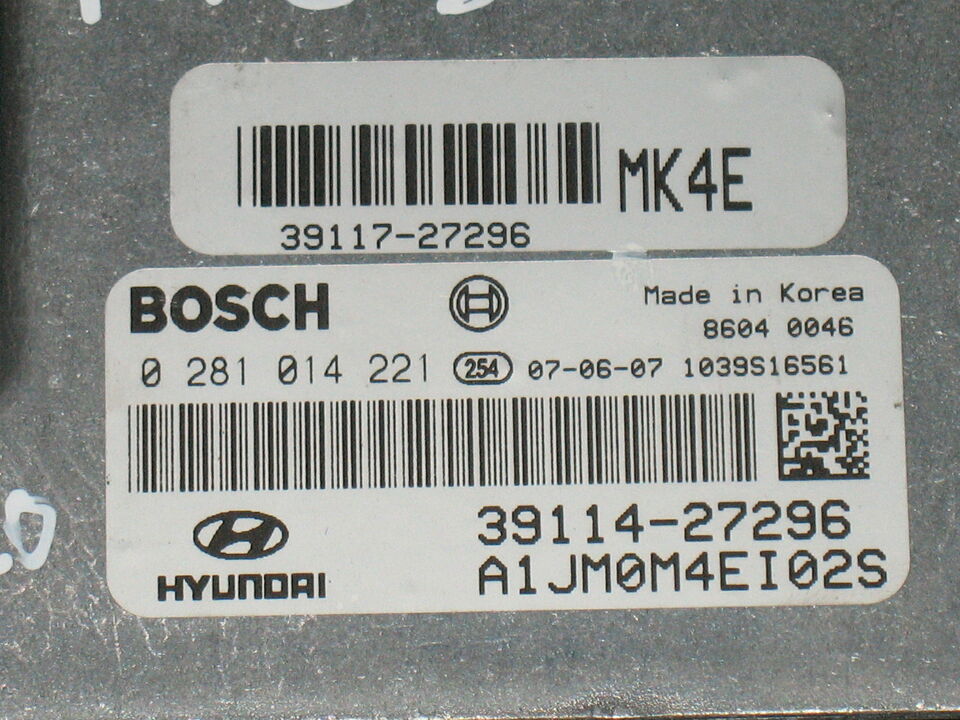 MK4E
39117-27296
BOSCH
Made in Korea
8604 0046
0 281 014 221 254 07-06-07 1039S16561
39114-27296
HYUNDAI
A1JM0M4EI02S